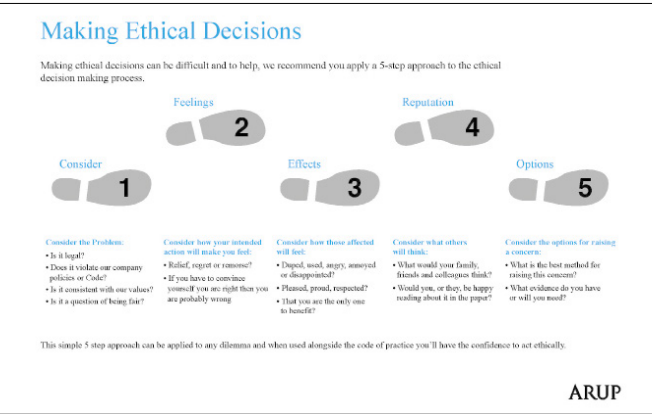 Making Ethical Decisions
Making ethical decisions can be difficult and to help, we recommend you apply a 5-step approach to the ethical
decision making process.
Feelings
2
Reputation
4
Consider
1
Effects
3
Options
5
Consider the Problem:
• Is it legal?
• Does it violate our company
policies or Code?
• Is it consistent with our values?
• Is it a question of being fair?
Consider how your intended
action will make you feel:
• Relief, regret or remorse?
• If you have to convince
yourself you are right then you
are probably wrong
Consider how those affected
will feel:
• Duped, used, angry, annoyed
or disappointed?
• Pleased, proud, respected?
• That you are the only one
to benefit?
Consider what others
will think:
• What would your family,
friends and colleagues think?
• Would you, or they, be happy
reading about it in the paper?
Consider the options for raising
a concern:
• What is the best method for
raising this concern?
• What evidence do you have
or will you need?
This simple 5 step approach can be applied to any dilemma and when used alongside the code of practice you'll have the confidence to act ethically.
ARUP